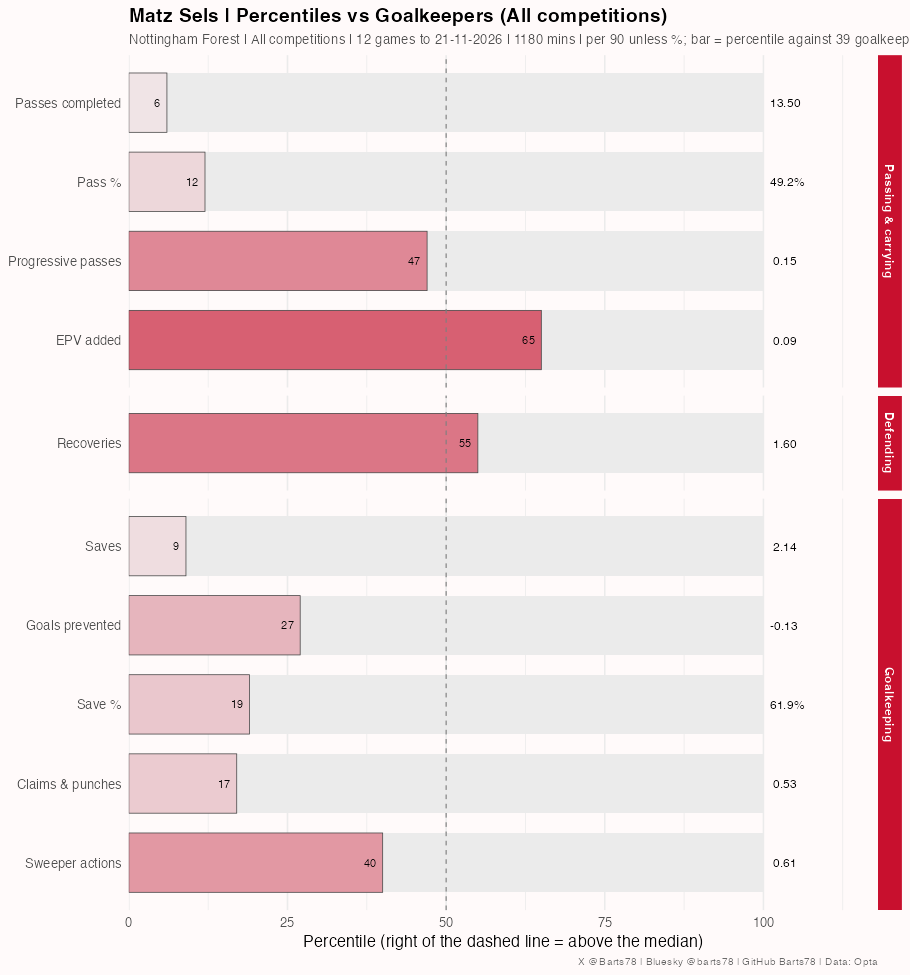 Matz Sels | Percentiles vs Goalkeepers (All competitions)
Nottingham Forest | All competitions | 12 games to 21-11-2026 | 1180 mins | per 90 unless %; bar = percentile against 39 goalkeep
Passes completed 6 13.50
Pass % 12 49.2%
Progressive passes 47 0.15
EPV added 65 0.09
Passing & carrying
Recoveries 55 1.60
Defending
Saves 9 2.14
Goals prevented 27 -0.13
Save % 19 61.9%
Claims & punches 17 0.53
Sweeper actions 40 0.61
Goalkeeping
0 25 50 75 100
Percentile (right of the dashed line = above the median)
X @Barts78 | Bluesky @barts78 | GitHub Barts78 | Data: Opta